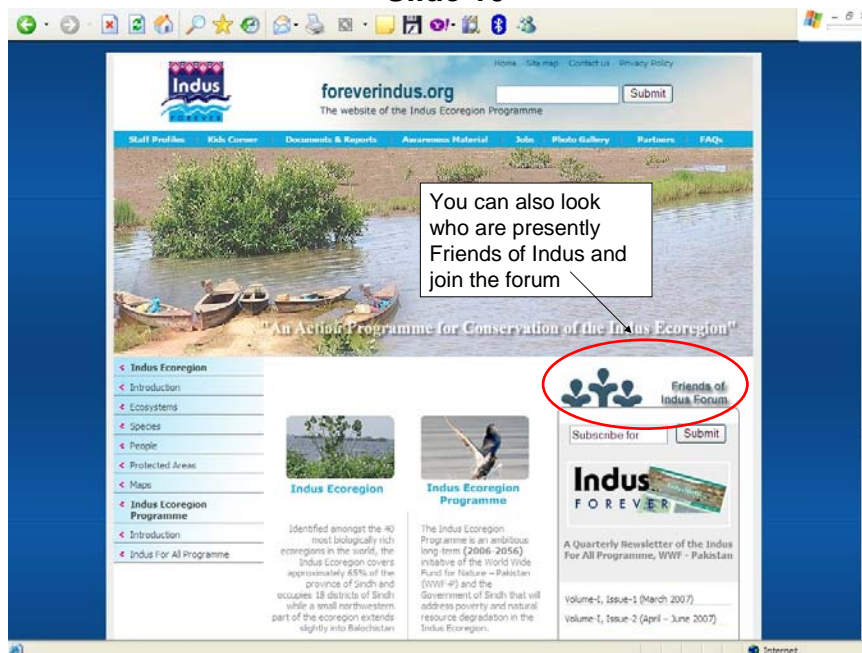 Home Site map Contact us Privacy Policy
Indus
FOREVER
foreverindus.org
Submit
The website of the Indus Ecoregion Programme
Staff Profiles Kids Corner Documents & Reports Awareness Material Jobs Photo Gallery Partners FAQs
You can also look
who are presently
Friends of Indus and
join the forum
"An Action Programme for Conservation of the Indus Ecoregion"
Indus Ecoregion
Introduction
Ecosystems
Species
People
Protected Areas
Maps
Indus Ecoregion
Programme
Introduction
Indus For All Programme
Indus Ecoregion
Identified amongst the 40
most biologically rich
ecoregions in the world, the
Indus Ecoregion covers
approximately 65% of the
province of Sindh and
occupies 18 districts of Sindh
while a small northwestern
part of the ecoregion extends
slightly into Balochistan
Indus Ecoregion
Programme
The Indus Ecoregion
Programme is an ambitious
long-term (2006-2056)
initiative of the World Wide
Fund for Nature – Pakistan
(WWF-P) and the
Government of Sindh that will
address poverty and natural
resource degradation in the
Indus Ecoregion.
Friends of
Indus Forum
Subscribe for
Submit
Indus
FOREVER
A Quarterly Newsletter of the Indus
For All Programme, WWF - Pakistan
Volume-I, Issue-1 (March 2007)
Volume-I, Issue-2 (April – June 2007)
Internet